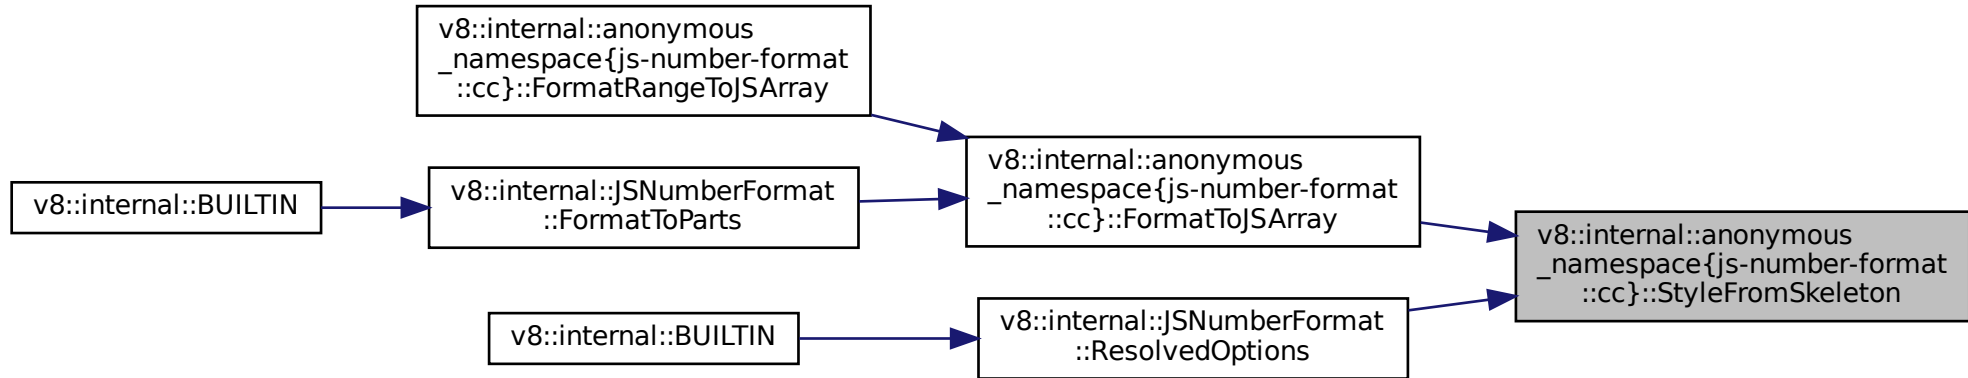 v8::internal::anonymous
_namespace{js-number-format
::cc}::FormatRangeToJSArray
v8::internal::BUILTIN
v8::internal::JSNumberFormat
::FormatToParts
v8::internal::anonymous
_namespace{js-number-format
::cc}::FormatToJSArray
v8::internal::anonymous
_namespace{js-number-format
::cc}::StyleFromSkeleton
v8::internal::BUILTIN
v8::internal::JSNumberFormat
::ResolvedOptions